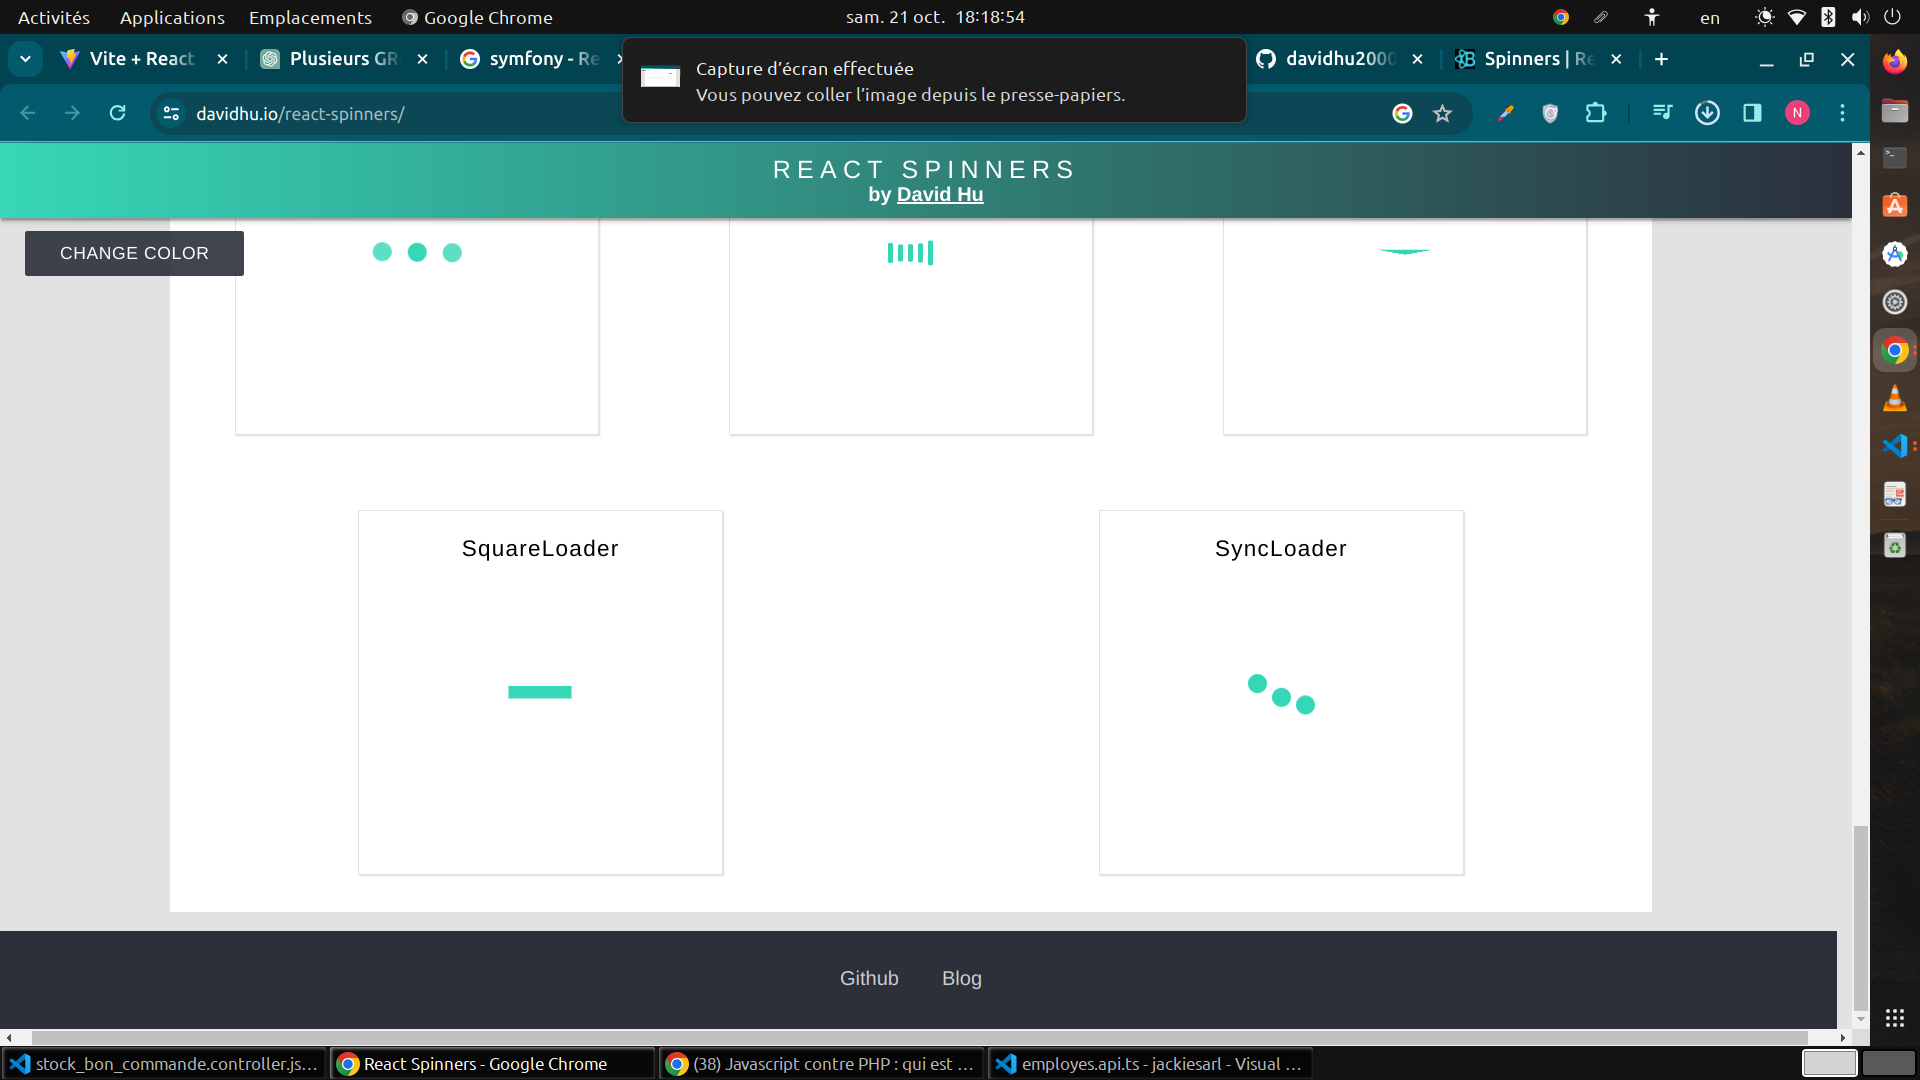 Activités Applications Emplacements Google Chrome sam. 21 oct. 18:18:54 en
Vite + React Plusieurs GR symfony - Re davidhu2000 Spinners | Re
Capture d’écran effectuée
Vous pouvez coller l’image depuis le presse-papiers.
davidhu.io/react-spinners/ N
REACT SPINNERS
by David Hu
CHANGE COLOR
SquareLoader SyncLoader
Github Blog
stock_bon_commande.controller.js... React Spinners - Google Chrome (38) Javascript contre PHP : qui est ... employes.api.ts - jackiesarl - Visual ...